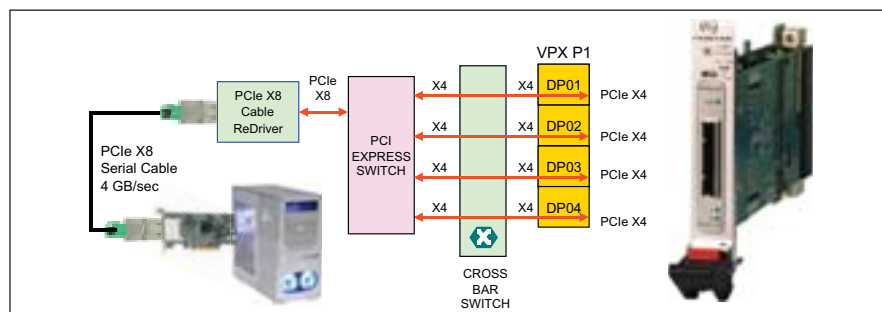 PCIe X8
Cable
ReDriver
PCIe
X8
PCIe X8
Serial Cable
4 GB/sec
PCI
EXPRESS
SWITCH
X4
X4
X4
X4
CROSS
BAR
SWITCH
X4
X4
X4
X4
VPX P1
DP01
DP02
DP03
DP04
PCIe X4
PCIe X4
PCIe X4
PCIe X4